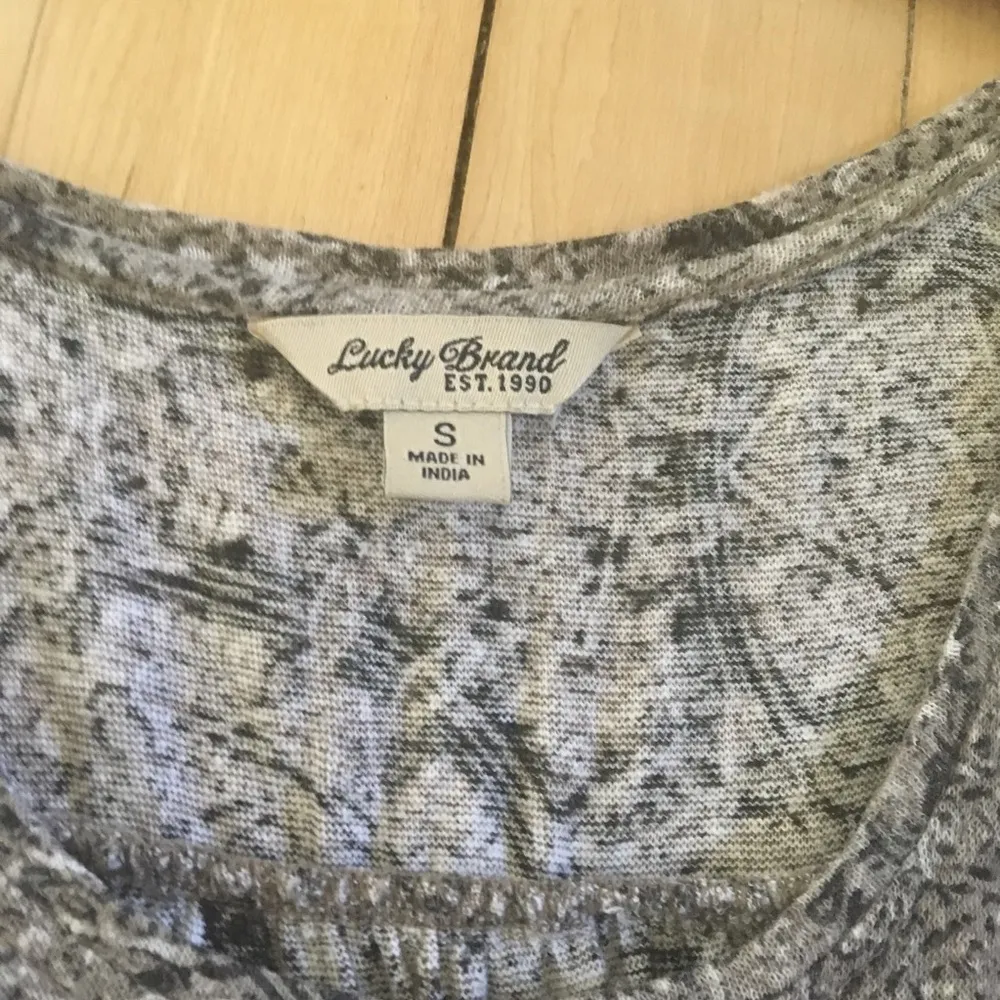 Lucky Brand
EST. 1990
S
MADE IN
INDIA